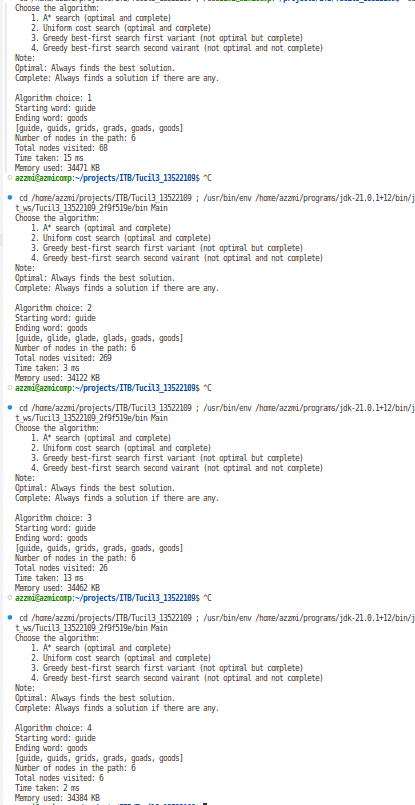 Choose the algorithm:
1. A* search (optimal and complete)
2. Uniform cost search (optimal and complete)
3. Greedy best-first search first variant (not optimal but complete)
4. Greedy best-first search second vairant (not optimal and not complete)
Note:
Optimal: Always finds the best solution.
Complete: Always finds a solution if there are any.

Algorithm choice: 1
Starting word: guide
Ending word: goods
[guide, guids, grids, grads, goads, goods]
Number of nodes in the path: 6
Total nodes visited: 68
Time taken: 15 ms
Memory used: 34471 KB
azzmi@azmicomp:~/projects/ITB/Tucil3_13522109$ ^C

cd /home/azzmi/projects/ITB/Tucil3_13522109 ; /usr/bin/env /home/azzmi/programs/jdk-21.0.1+12/bin/j
t_ws/Tucil3_13522109_2f9f519e/bin Main
Choose the algorithm:
1. A* search (optimal and complete)
2. Uniform cost search (optimal and complete)
3. Greedy best-first search first variant (not optimal but complete)
4. Greedy best-first search second vairant (not optimal and not complete)
Note:
Optimal: Always finds the best solution.
Complete: Always finds a solution if there are any.

Algorithm choice: 2
Starting word: guide
Ending word: goods
[guide, glide, glade, glads, goads, goods]
Number of nodes in the path: 6
Total nodes visited: 269
Time taken: 3 ms
Memory used: 34122 KB
azzmi@azmicomp:~/projects/ITB/Tucil3_13522109$ ^C

cd /home/azzmi/projects/ITB/Tucil3_13522109 ; /usr/bin/env /home/azzmi/programs/jdk-21.0.1+12/bin/j
t_ws/Tucil3_13522109_2f9f519e/bin Main
Choose the algorithm:
1. A* search (optimal and complete)
2. Uniform cost search (optimal and complete)
3. Greedy best-first search first variant (not optimal but complete)
4. Greedy best-first search second vairant (not optimal and not complete)
Note:
Optimal: Always finds the best solution.
Complete: Always finds a solution if there are any.

Algorithm choice: 3
Starting word: guide
Ending word: goods
[guide, guids, grids, grads, goads, goods]
Number of nodes in the path: 6
Total nodes visited: 26
Time taken: 13 ms
Memory used: 34462 KB
azzmi@azmicomp:~/projects/ITB/Tucil3_13522109$ ^C

cd /home/azzmi/projects/ITB/Tucil3_13522109 ; /usr/bin/env /home/azzmi/programs/jdk-21.0.1+12/bin/j
t_ws/Tucil3_13522109_2f9f519e/bin Main
Choose the algorithm:
1. A* search (optimal and complete)
2. Uniform cost search (optimal and complete)
3. Greedy best-first search first variant (not optimal but complete)
4. Greedy best-first search second vairant (not optimal and not complete)
Note:
Optimal: Always finds the best solution.
Complete: Always finds a solution if there are any.

Algorithm choice: 4
Starting word: guide
Ending word: goods
[guide, guids, grids, grads, goads, goods]
Number of nodes in the path: 6
Total nodes visited: 6
Time taken: 2 ms
Memory used: 34384 KB